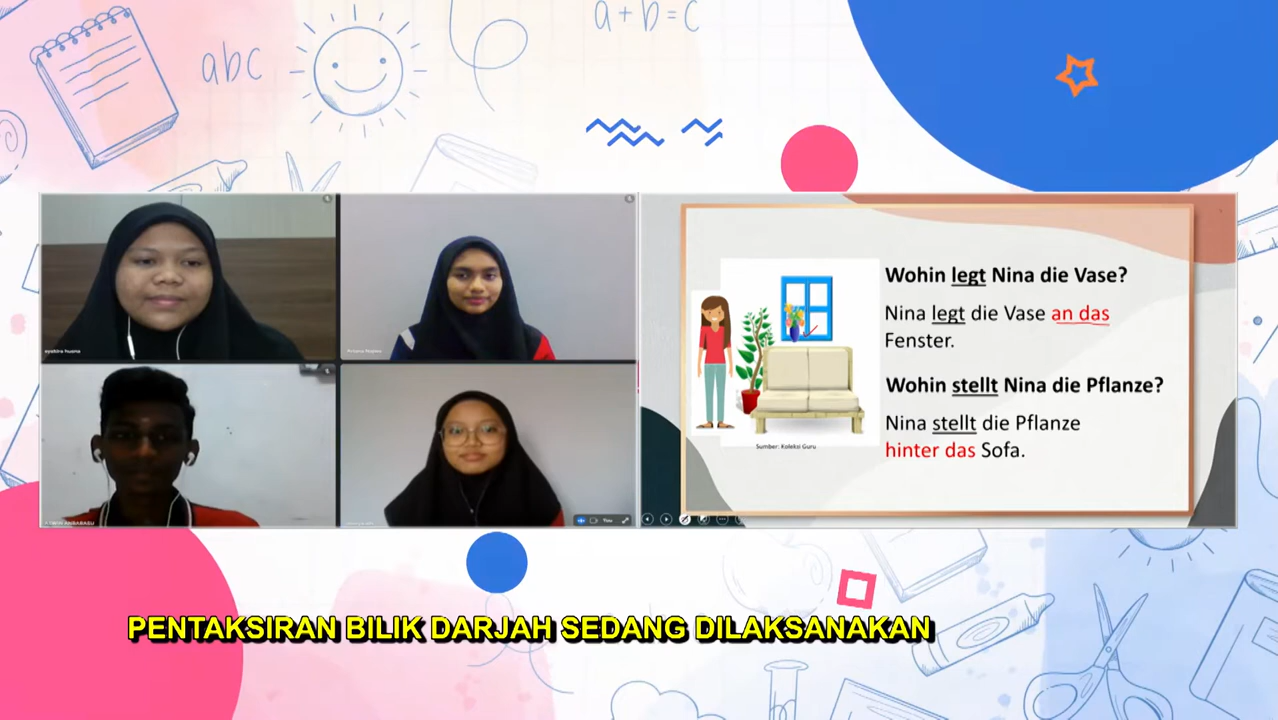 abc
a+b=c
Wohin legt Nina die Vase?
Nina legt die Vase an das
Fenster.
Wohin stellt Nina die Pflanze?
Nina stellt die Pflanze
hinter das Sofa.
Sumber: Koleksi Guru
You
PENTAKSIRAN BILIK DARJAH SEDANG DILAKSANAKAN